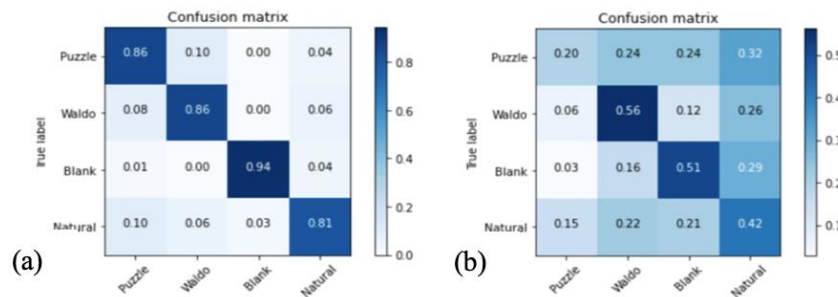 Confusion matrix
Puzzle 0.86 0.10 0.00 0.04
Waldo 0.08 0.86 0.00 0.06
Blank 0.01 0.00 0.94 0.04
Natural 0.10 0.06 0.03 0.81
True label
Puzzle Waldo Blank Natural
0.8
0.6
0.4
0.2
0.0
(a)
Confusion matrix
Puzzle 0.20 0.24 0.24 0.32
Waldo 0.06 0.56 0.12 0.26
Blank 0.03 0.16 0.51 0.29
Natural 0.15 0.22 0.21 0.42
True label
Puzzle Waldo Blank Natural
(b)